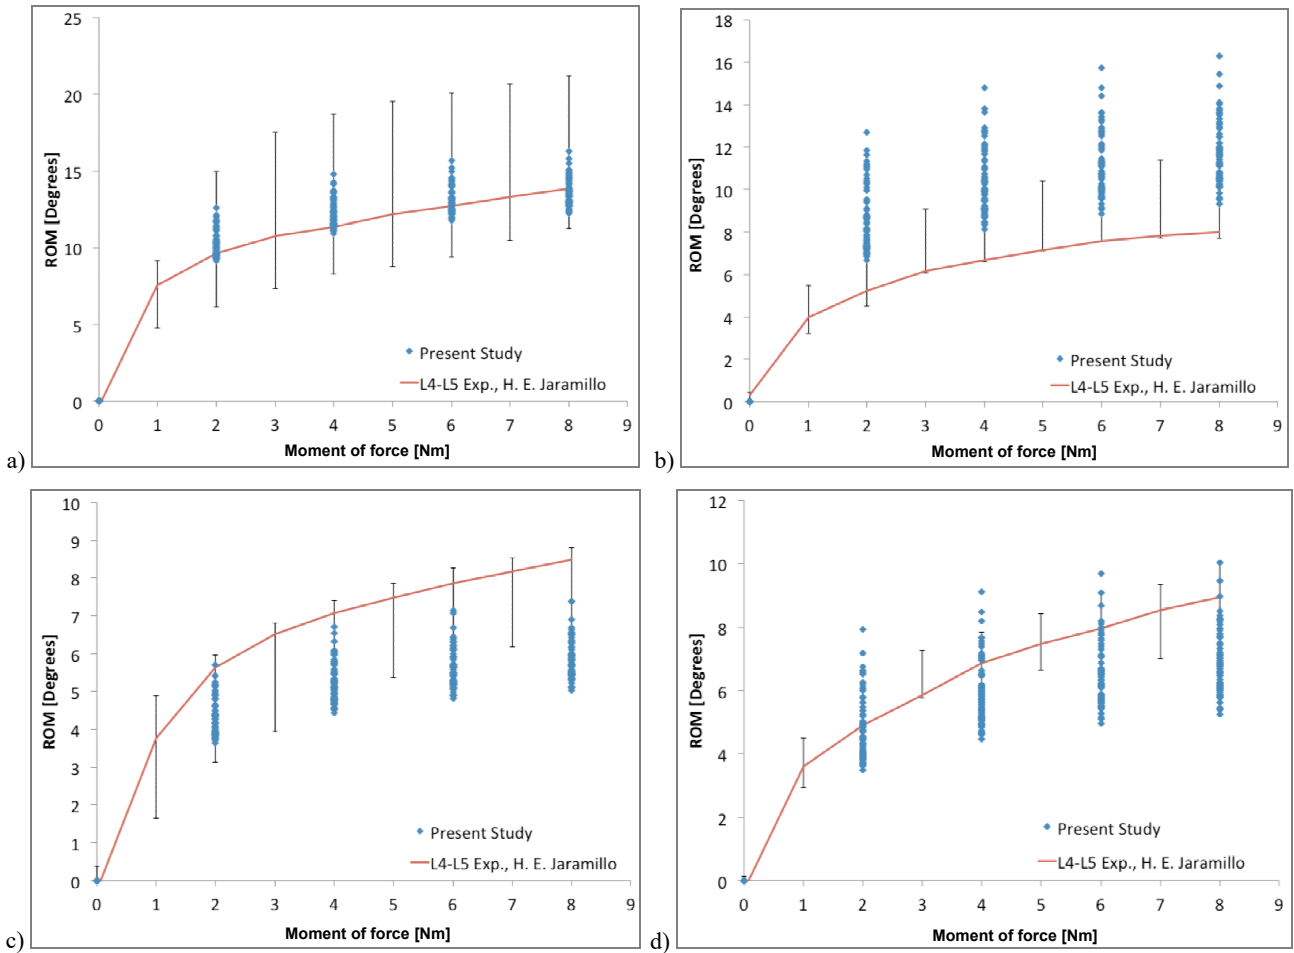 25
20
15
10
5
0
ROM [Degrees]
Present Study
L4-L5 Exp., H. E. Jaramillo
0 1 2 3 4 5 6 7 8 9
Moment of force [Nm]
a)
18
16
14
12
10
8
6
4
2
0
ROM [Degrees]
Present Study
L4-L5 Exp., H. E. Jaramillo
0 1 2 3 4 5 6 7 8 9
Moment of force [Nm]
b)
10
9
8
7
6
5
4
3
2
1
0
ROM [Degrees]
Present Study
L4-L5 Exp., H. E. Jaramillo
0 1 2 3 4 5 6 7 8 9
Moment of force [Nm]
c)
12
10
8
6
4
2
0
ROM [Degrees]
Present Study
L4-L5 Exp., H. E. Jaramillo
0 1 2 3 4 5 6 7 8 9
Moment of force [Nm]
d)